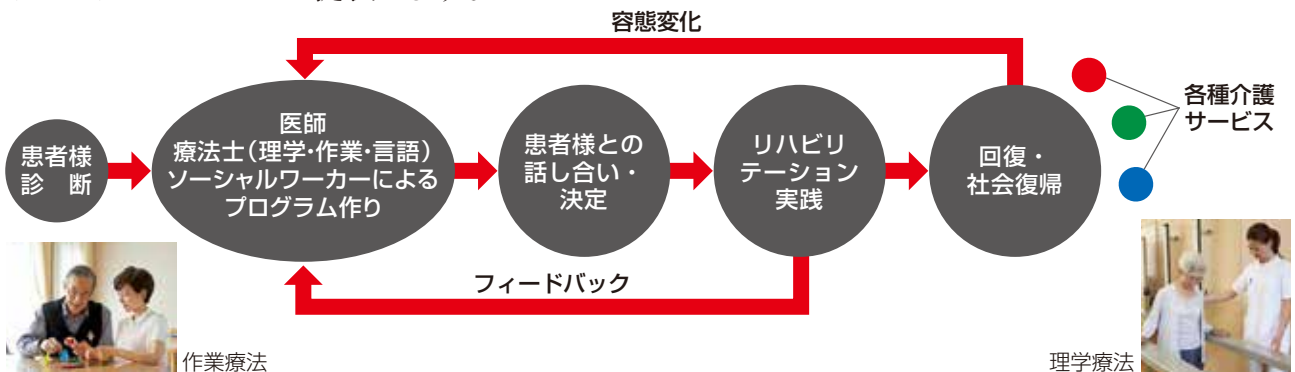 容態変化
患者様
診　断
医師
療法士（理学・作業・言語）
ソーシャルワーカーによる
プログラム作り
患者様との
話し合い・
決定
リハビリ
テーション
実践
回復・
社会復帰
各種介護
サービス
フィードバック
作業療法
理学療法